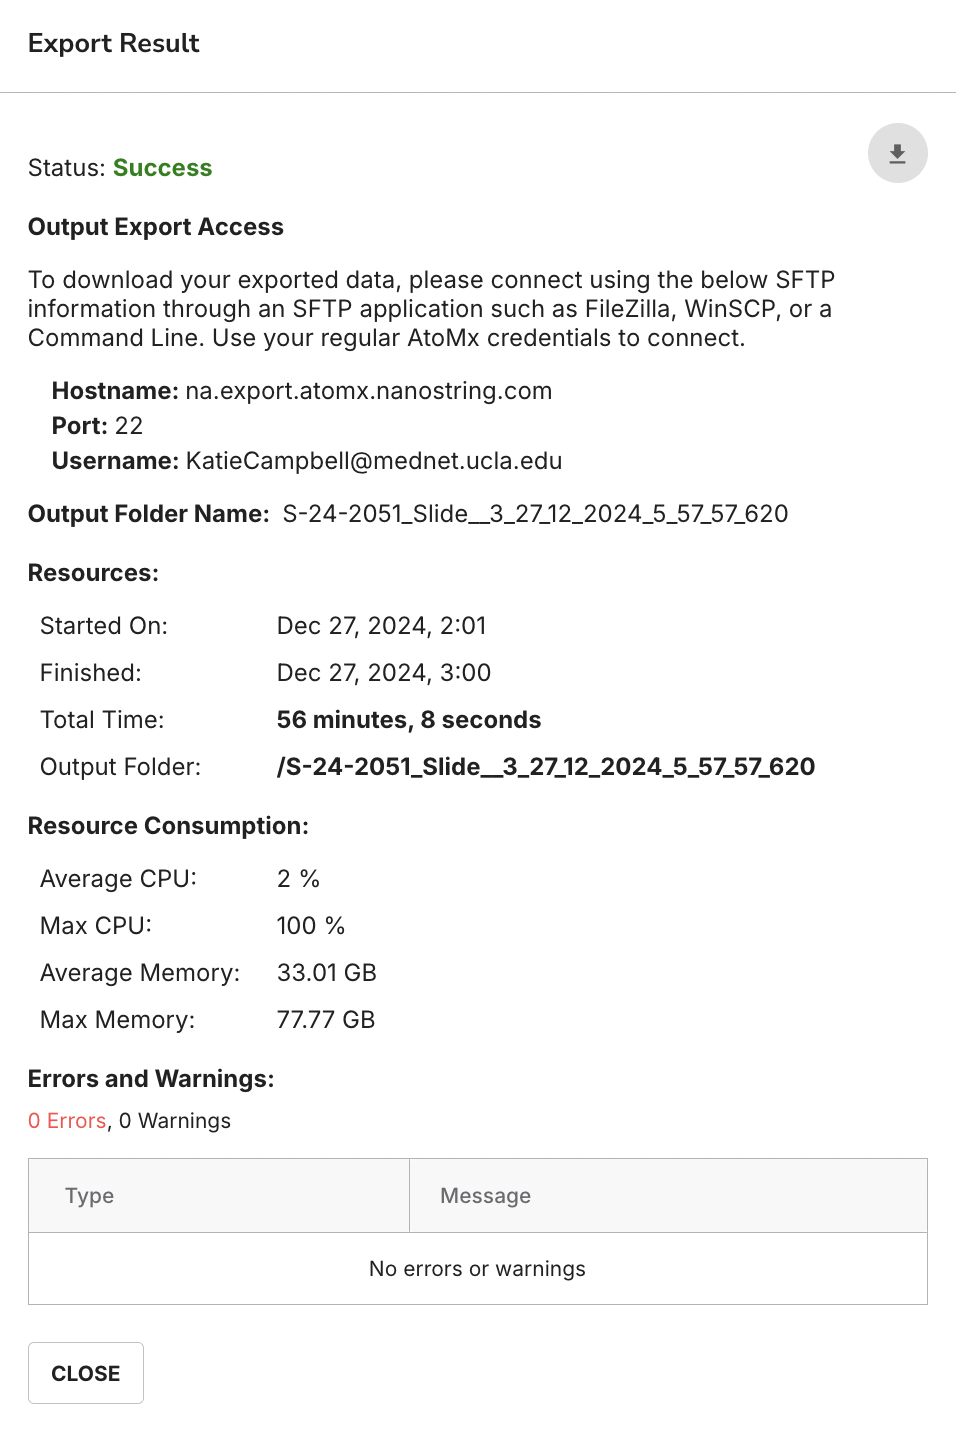 Export Result
Status: Success
Output Export Access
To download your exported data, please connect using the below SFTP
information through an SFTP application such as FileZilla, WinSCP, or a
Command Line. Use your regular AtoMx credentials to connect.
Hostname: na.export.atomx.nanostring.com
Port: 22
Username: KatieCampbell@mednet.ucla.edu
Output Folder Name: S-24-2051_Slide__3_27_12_2024_5_57_57_620
Resources:
Started On: Dec 27, 2024, 2:01
Finished: Dec 27, 2024, 3:00
Total Time: 56 minutes, 8 seconds
Output Folder: /S-24-2051_Slide__3_27_12_2024_5_57_57_620
Resource Consumption:
Average CPU: 2 %
Max CPU: 100 %
Average Memory: 33.01 GB
Max Memory: 77.77 GB
Errors and Warnings:
0 Errors, 0 Warnings
Type Message
No errors or warnings
CLOSE